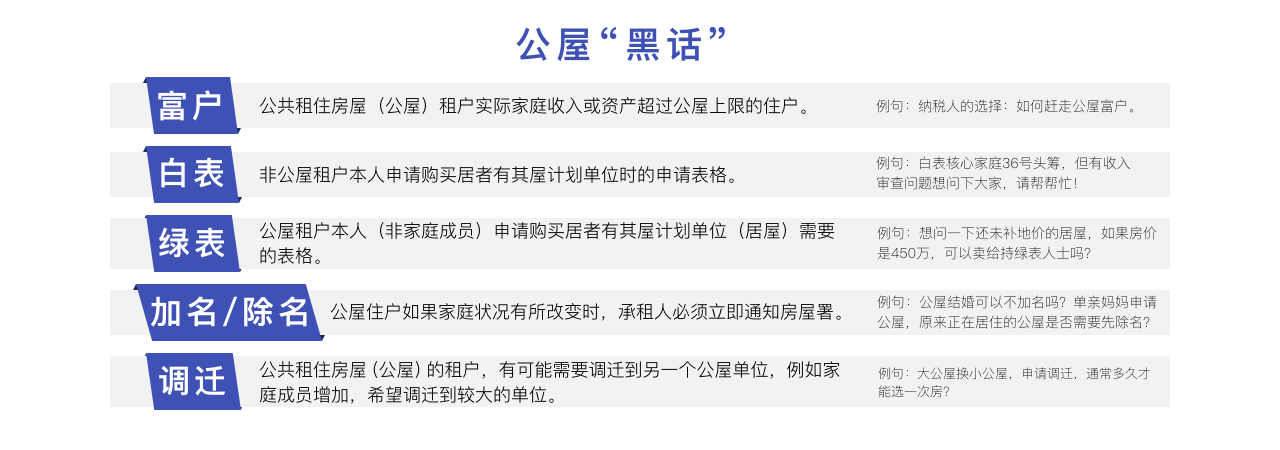 公屋“黑话”
富户
公共租住房屋（公屋）租户实际家庭收入或资产超过公屋上限的住户。
例句：纳税人的选择：如何赶走公屋富户。
白表
非公屋租户本人申请购买居者有其屋计划单位时的申请表格。
例句：白表核心家庭36号头筹，但有收入
审查问题想问下大家，请帮帮忙！
绿表
公屋租户本人（非家庭成员）申请购买居者有其屋计划单位（居屋）需要
的表格。
例句：想问一下还未补地价的居屋，如果房价
是450万，可以卖给持绿表人士吗？
加名/除名
公屋住户如果家庭状况有所改变时，承租人必须立即通知房屋署。
例句：公屋结婚可以不加名吗？单亲妈妈申请
公屋，原来正在居住的公屋是否需要先除名？
调迁
公共租住房屋 (公屋) 的租户，有可能需要调迁到另一个公屋单位，例如家
庭成员增加，希望调迁到较大的单位。
例句：大公屋换小公屋，申请调迁，通常多久才
能选一次房？